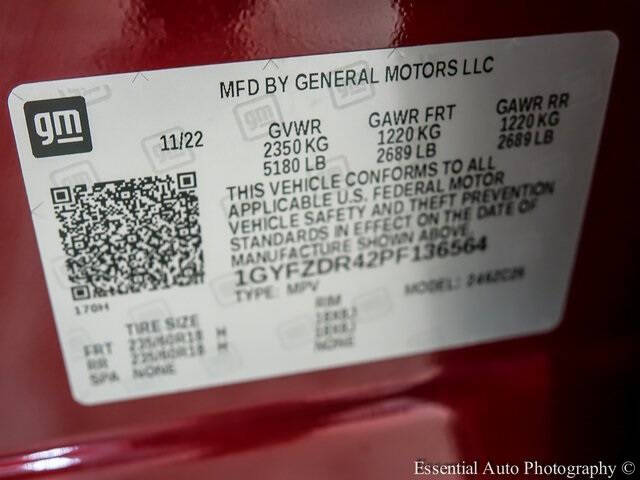 MFD BY GENERAL MOTORS LLC
gm
11/22
GVWR
2350 KG
5180 LB
GAWR FRT
1220 KG
2689 LB
GAWR RR
1220 KG
2689 LB
THIS VEHICLE CONFORMS TO ALL
APPLICABLE U.S. FEDERAL MOTOR
VEHICLE SAFETY AND THEFT PREVENTION
STANDARDS IN EFFECT ON THE DATE OF
MANUFACTURE SHOWN ABOVE.
1GYFZDR42PF136564
TYPE: MPV
MODEL:
170H
TIRE SIZE
RIM
FRT 235/60R18 H 18X8J
RR 235/60R18 H 18X8J
SPA NONE NONE
Essential Auto Photography (c)